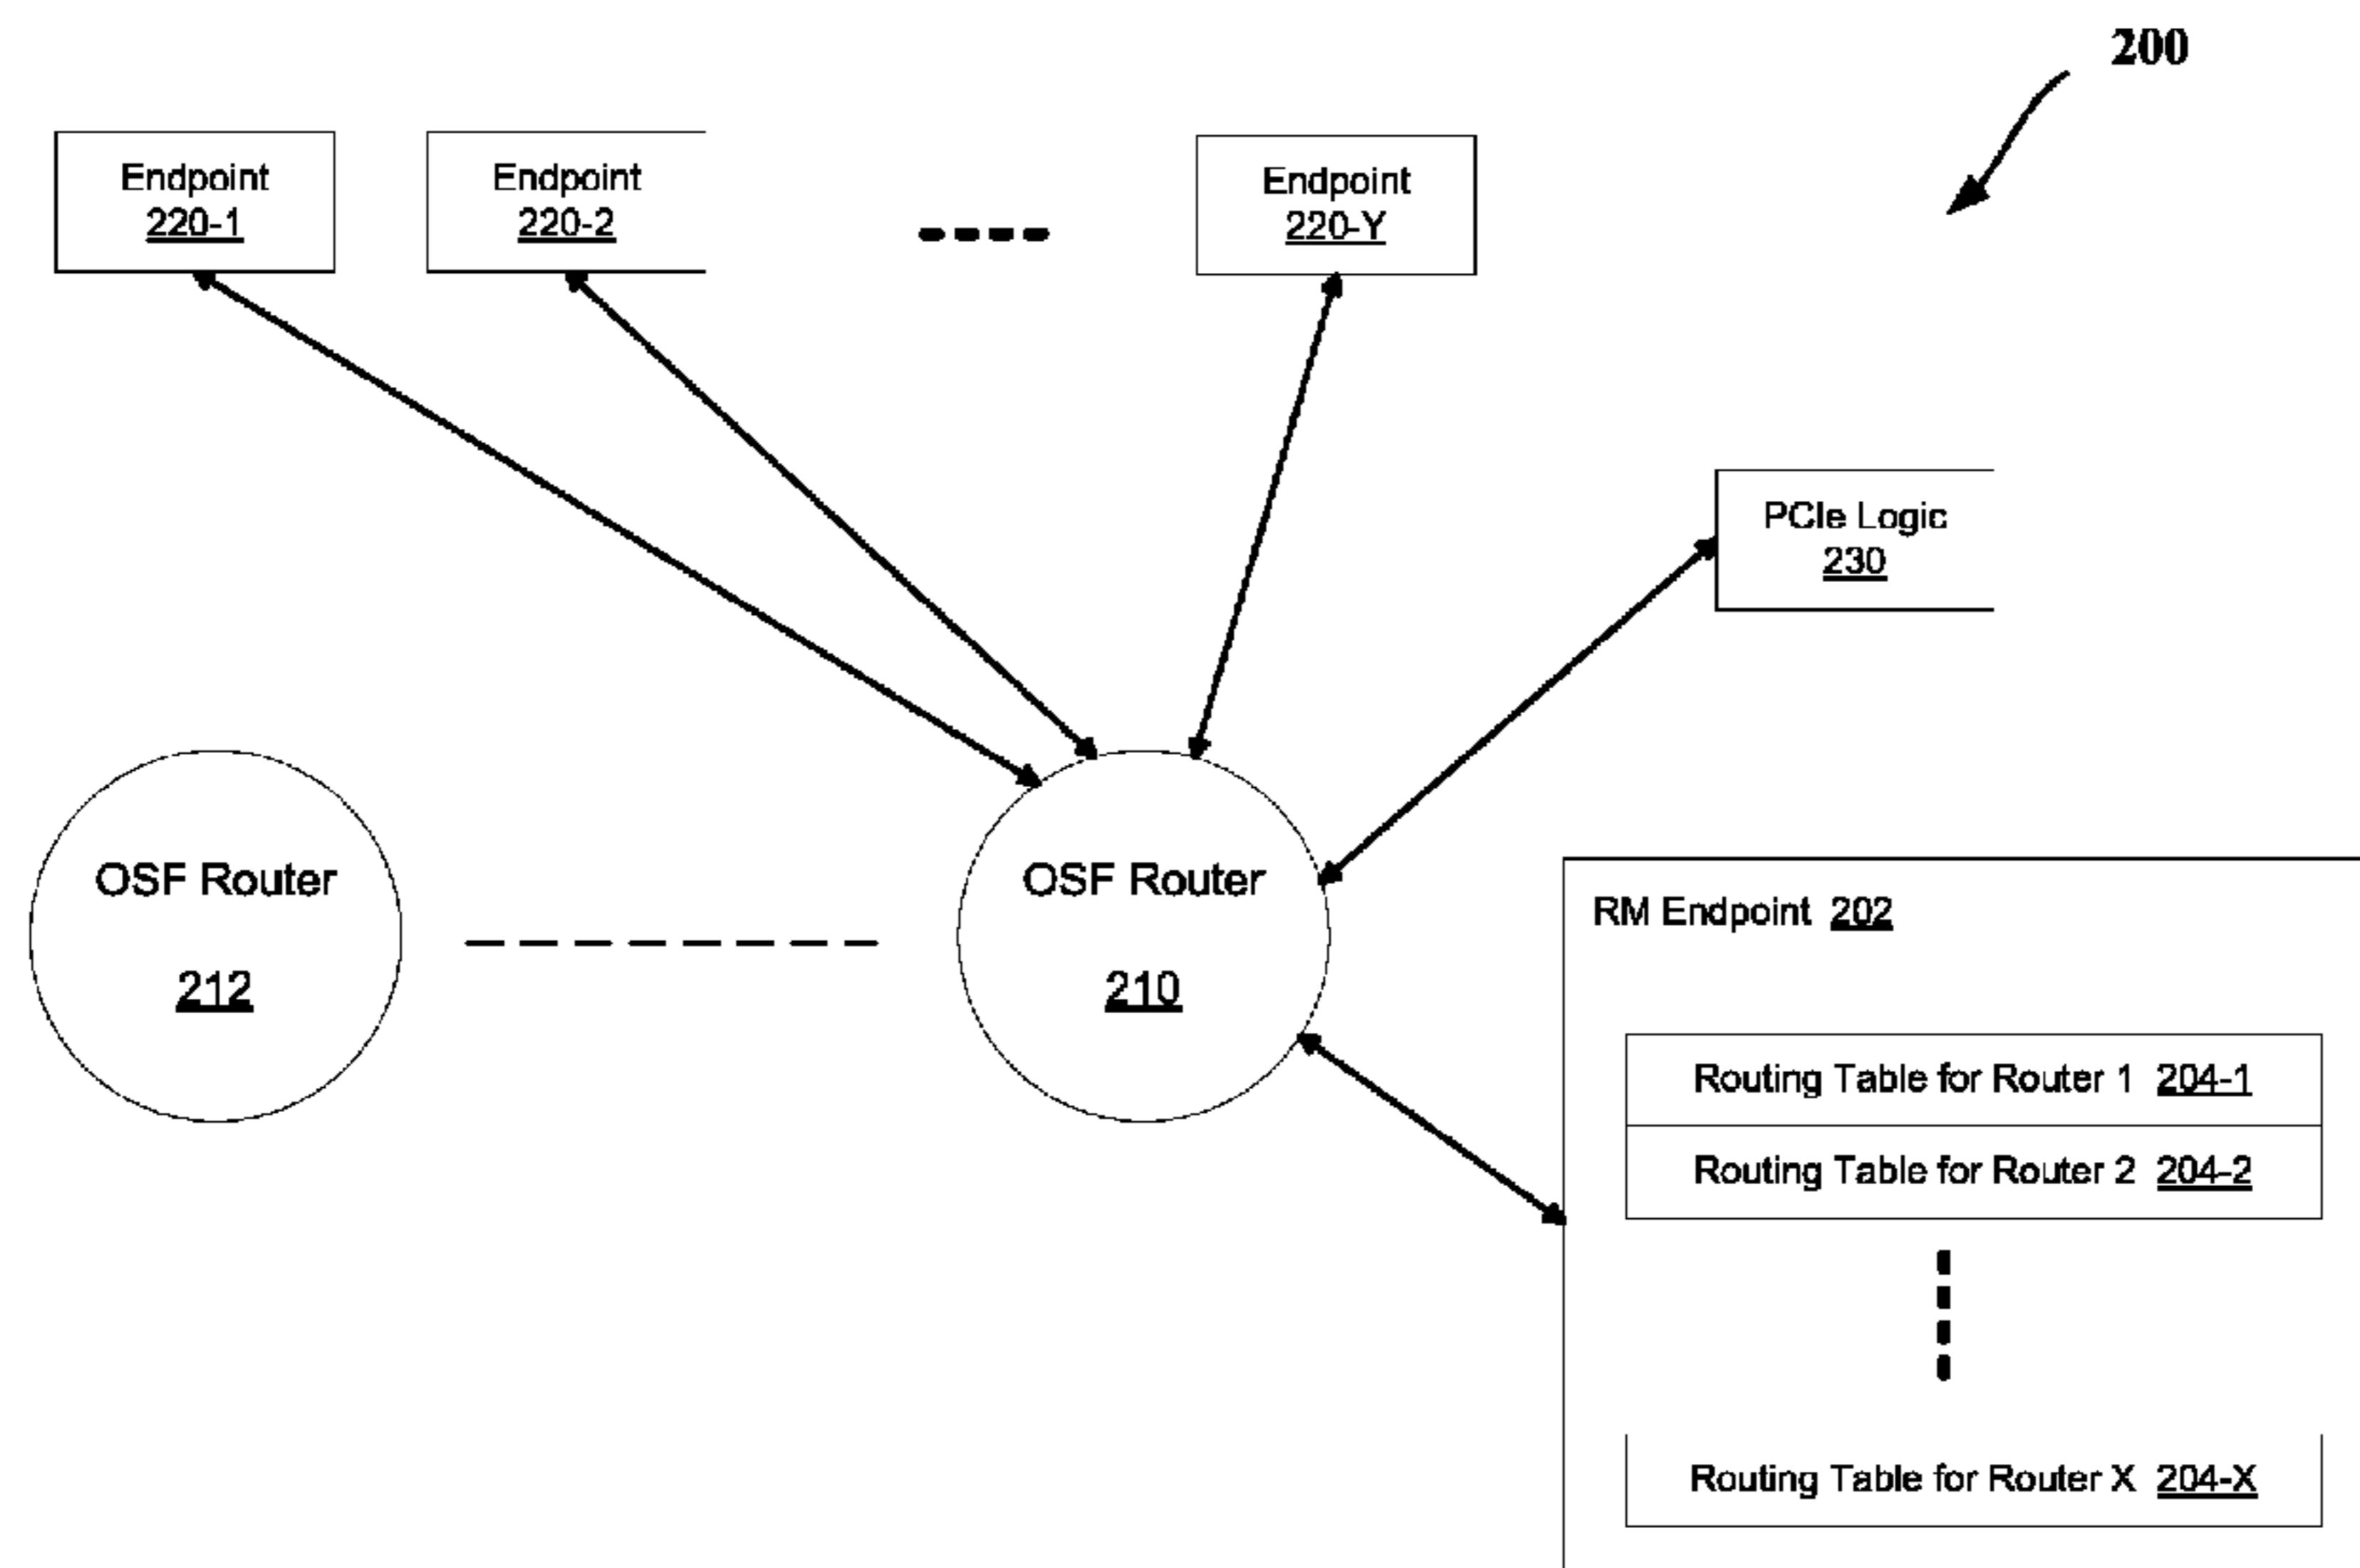 200
Endpoint
220-1
Endpoint
220-2
Endpoint
220-Y
PCIe Logic
230
OSF Router
212
OSF Router
210
RM Endpoint 202
Routing Table for Router 1 204-1
Routing Table for Router 2 204-2
Routing Table for Router X 204-X